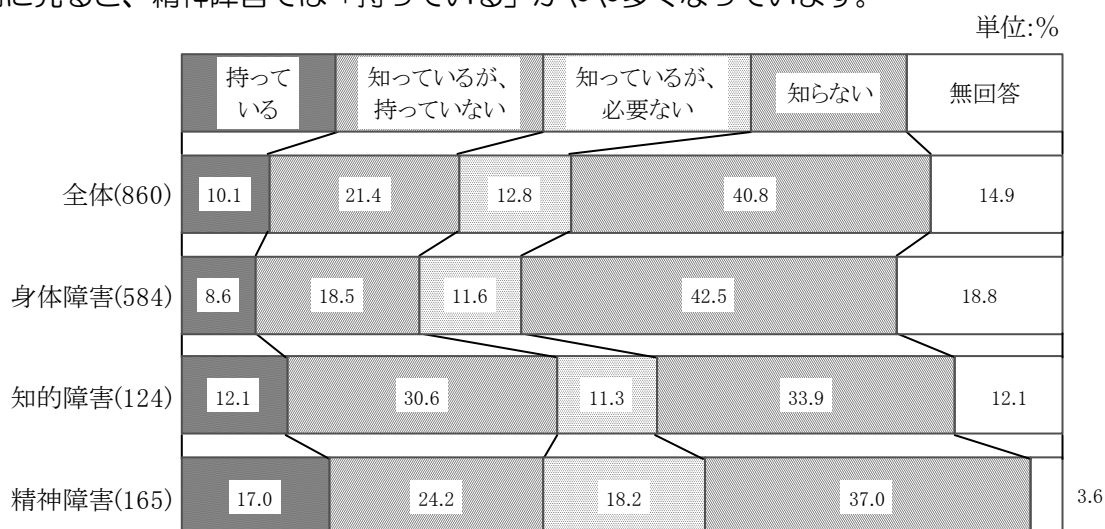 に見ると、精神障害では「持っている」がやや多くなっています。
単位:%
持って
いる
知っているが、
持っていない
知っているが、
必要ない
知らない
無回答
全体(860)
10.1
21.4
12.8
40.8
14.9
身体障害(584)
8.6
18.5
11.6
42.5
18.8
知的障害(124)
12.1
30.6
11.3
33.9
12.1
精神障害(165)
17.0
24.2
18.2
37.0
3.6